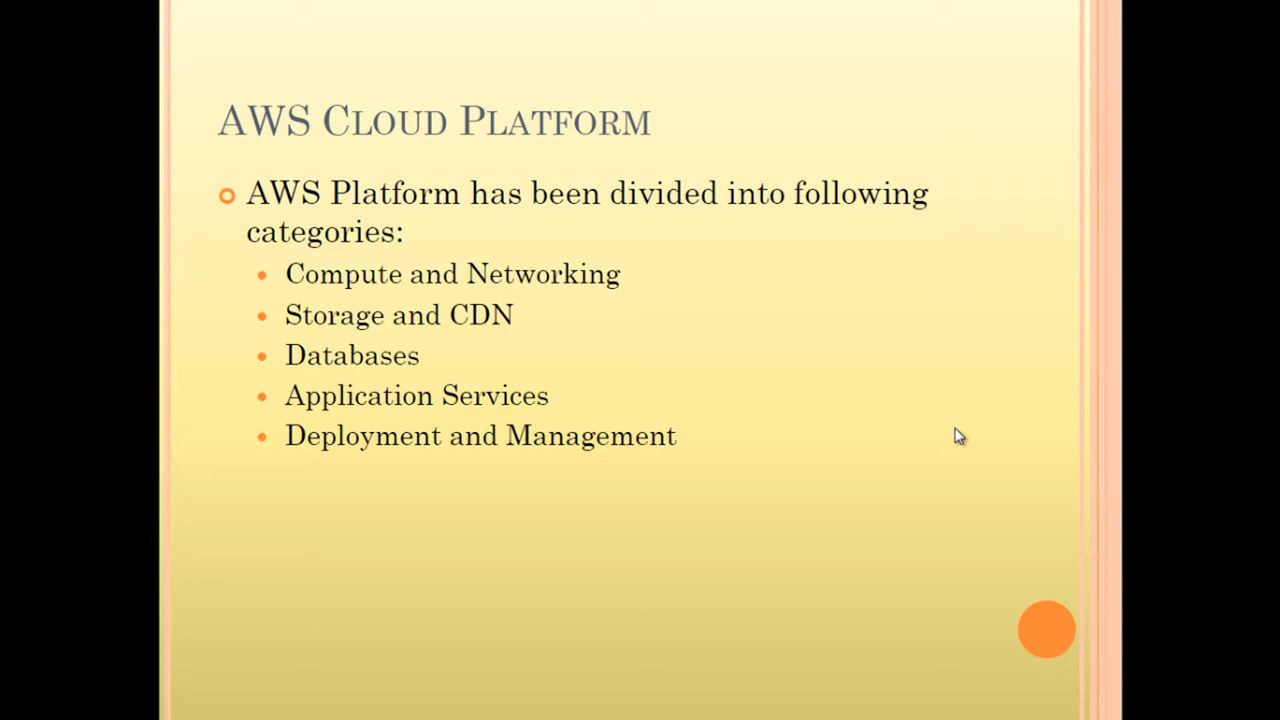 AWS CLOUD PLATFORM
AWS Platform has been divided into following
categories:
Compute and Networking
Storage and CDN
Databases
Application Services
Deployment and Management